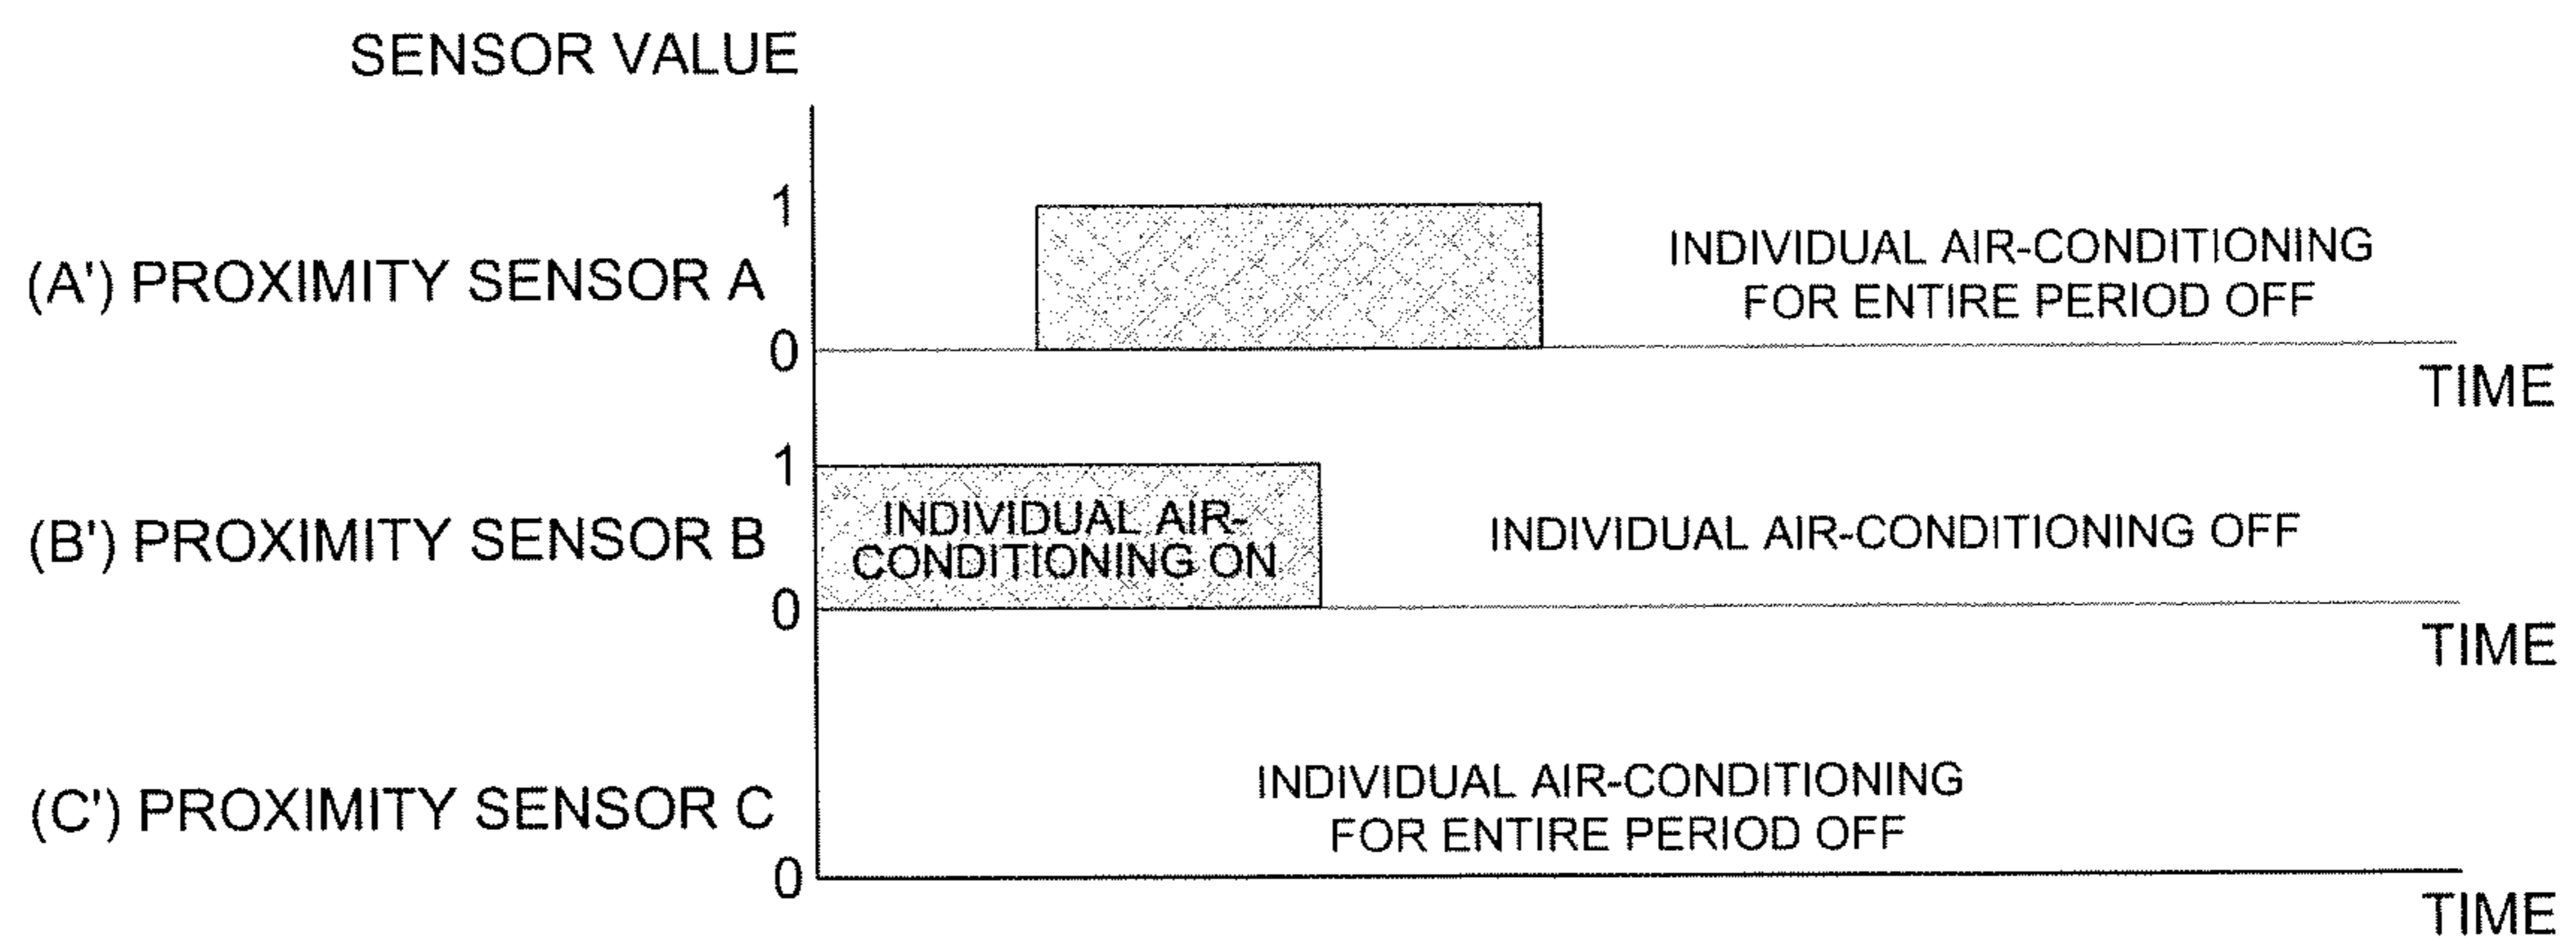 SENSOR VALUE
1
(A') PROXIMITY SENSOR A
INDIVIDUAL AIR-CONDITIONING
FOR ENTIRE PERIOD OFF
0
TIME
1
(B') PROXIMITY SENSOR B
INDIVIDUAL AIR-
CONDITIONING ON
INDIVIDUAL AIR-CONDITIONING OFF
0
TIME
(C') PROXIMITY SENSOR C
INDIVIDUAL AIR-CONDITIONING
FOR ENTIRE PERIOD OFF
0
TIME